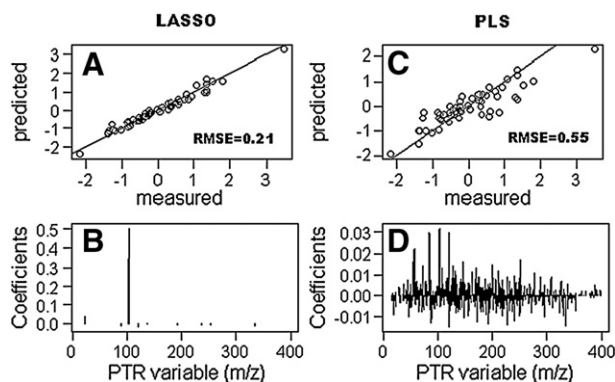 LASSO
PLS
A
predicted
3
2
1
0
-1
-2
RMSE=0.21
-2 -1 0 1 2 3
measured
C
predicted
2
1
0
-1
-2
RMSE=0.55
-2 -1 0 1 2 3
measured
B
Coefficients
0.5
0.4
0.3
0.2
0.1
0.0
0 100 200 300 400
PTR variable (m/z)
D
Coefficients
0.03
0.02
0.01
0.00
-0.01
0 100 200 300 400
PTR variable (m/z)